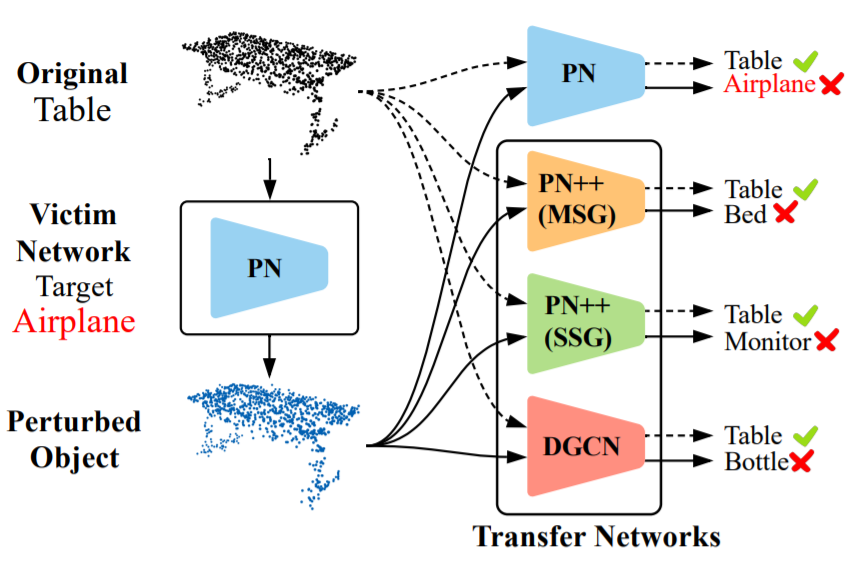 Original
Table
Victim
Network
Target
Airplane
PN
Perturbed
Object
PN
Table
Airplane
PN++
(MSG)
Table
Bed
PN++
(SSG)
Table
Monitor
DGCN
Table
Bottle
Transfer Networks